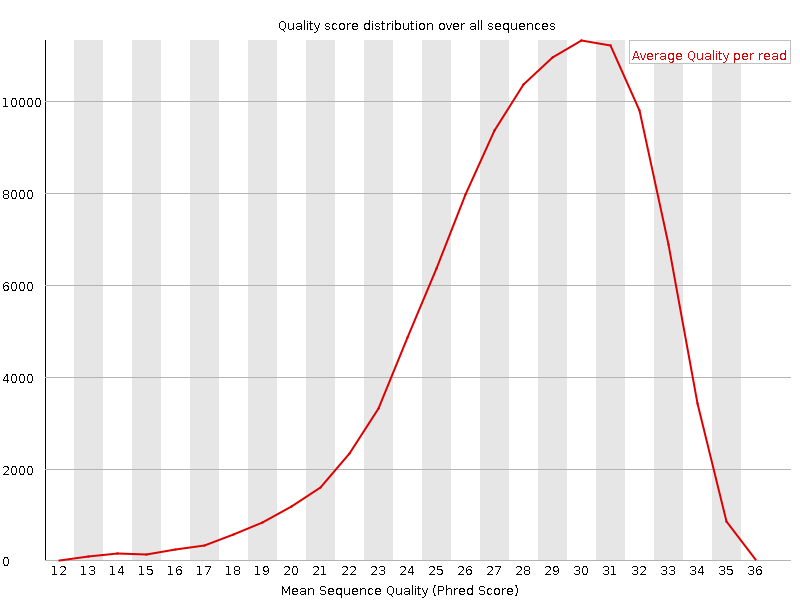 Quality score distribution over all sequences
Average Quality per read
10000
8000
6000
4000
2000
0
12 13 14 15 16 17 18 19 20 21 22 23 24 25 26 27 28 29 30 31 32 33 34 35 36
Mean Sequence Quality (Phred Score)